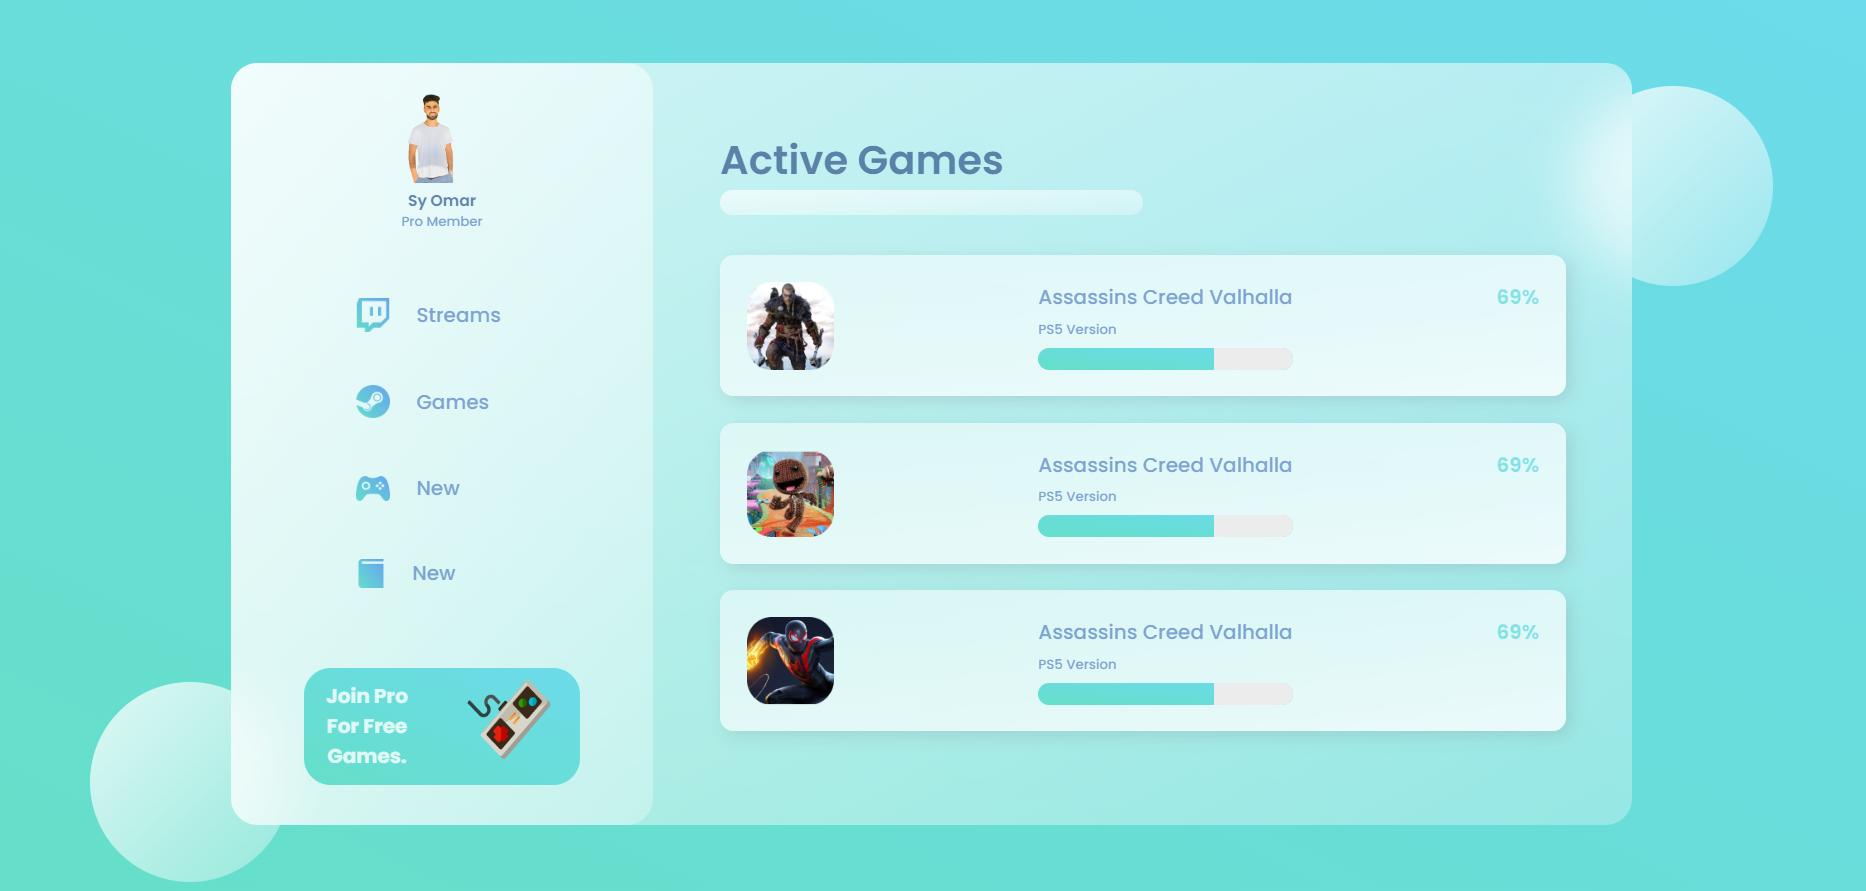 Sy Omar
Pro Member
Streams
Games
New
New
Join Pro
For Free
Games.
Active Games
Assassins Creed Valhalla
69%
PS5 Version
Assassins Creed Valhalla
69%
PS5 Version
Assassins Creed Valhalla
69%
PS5 Version